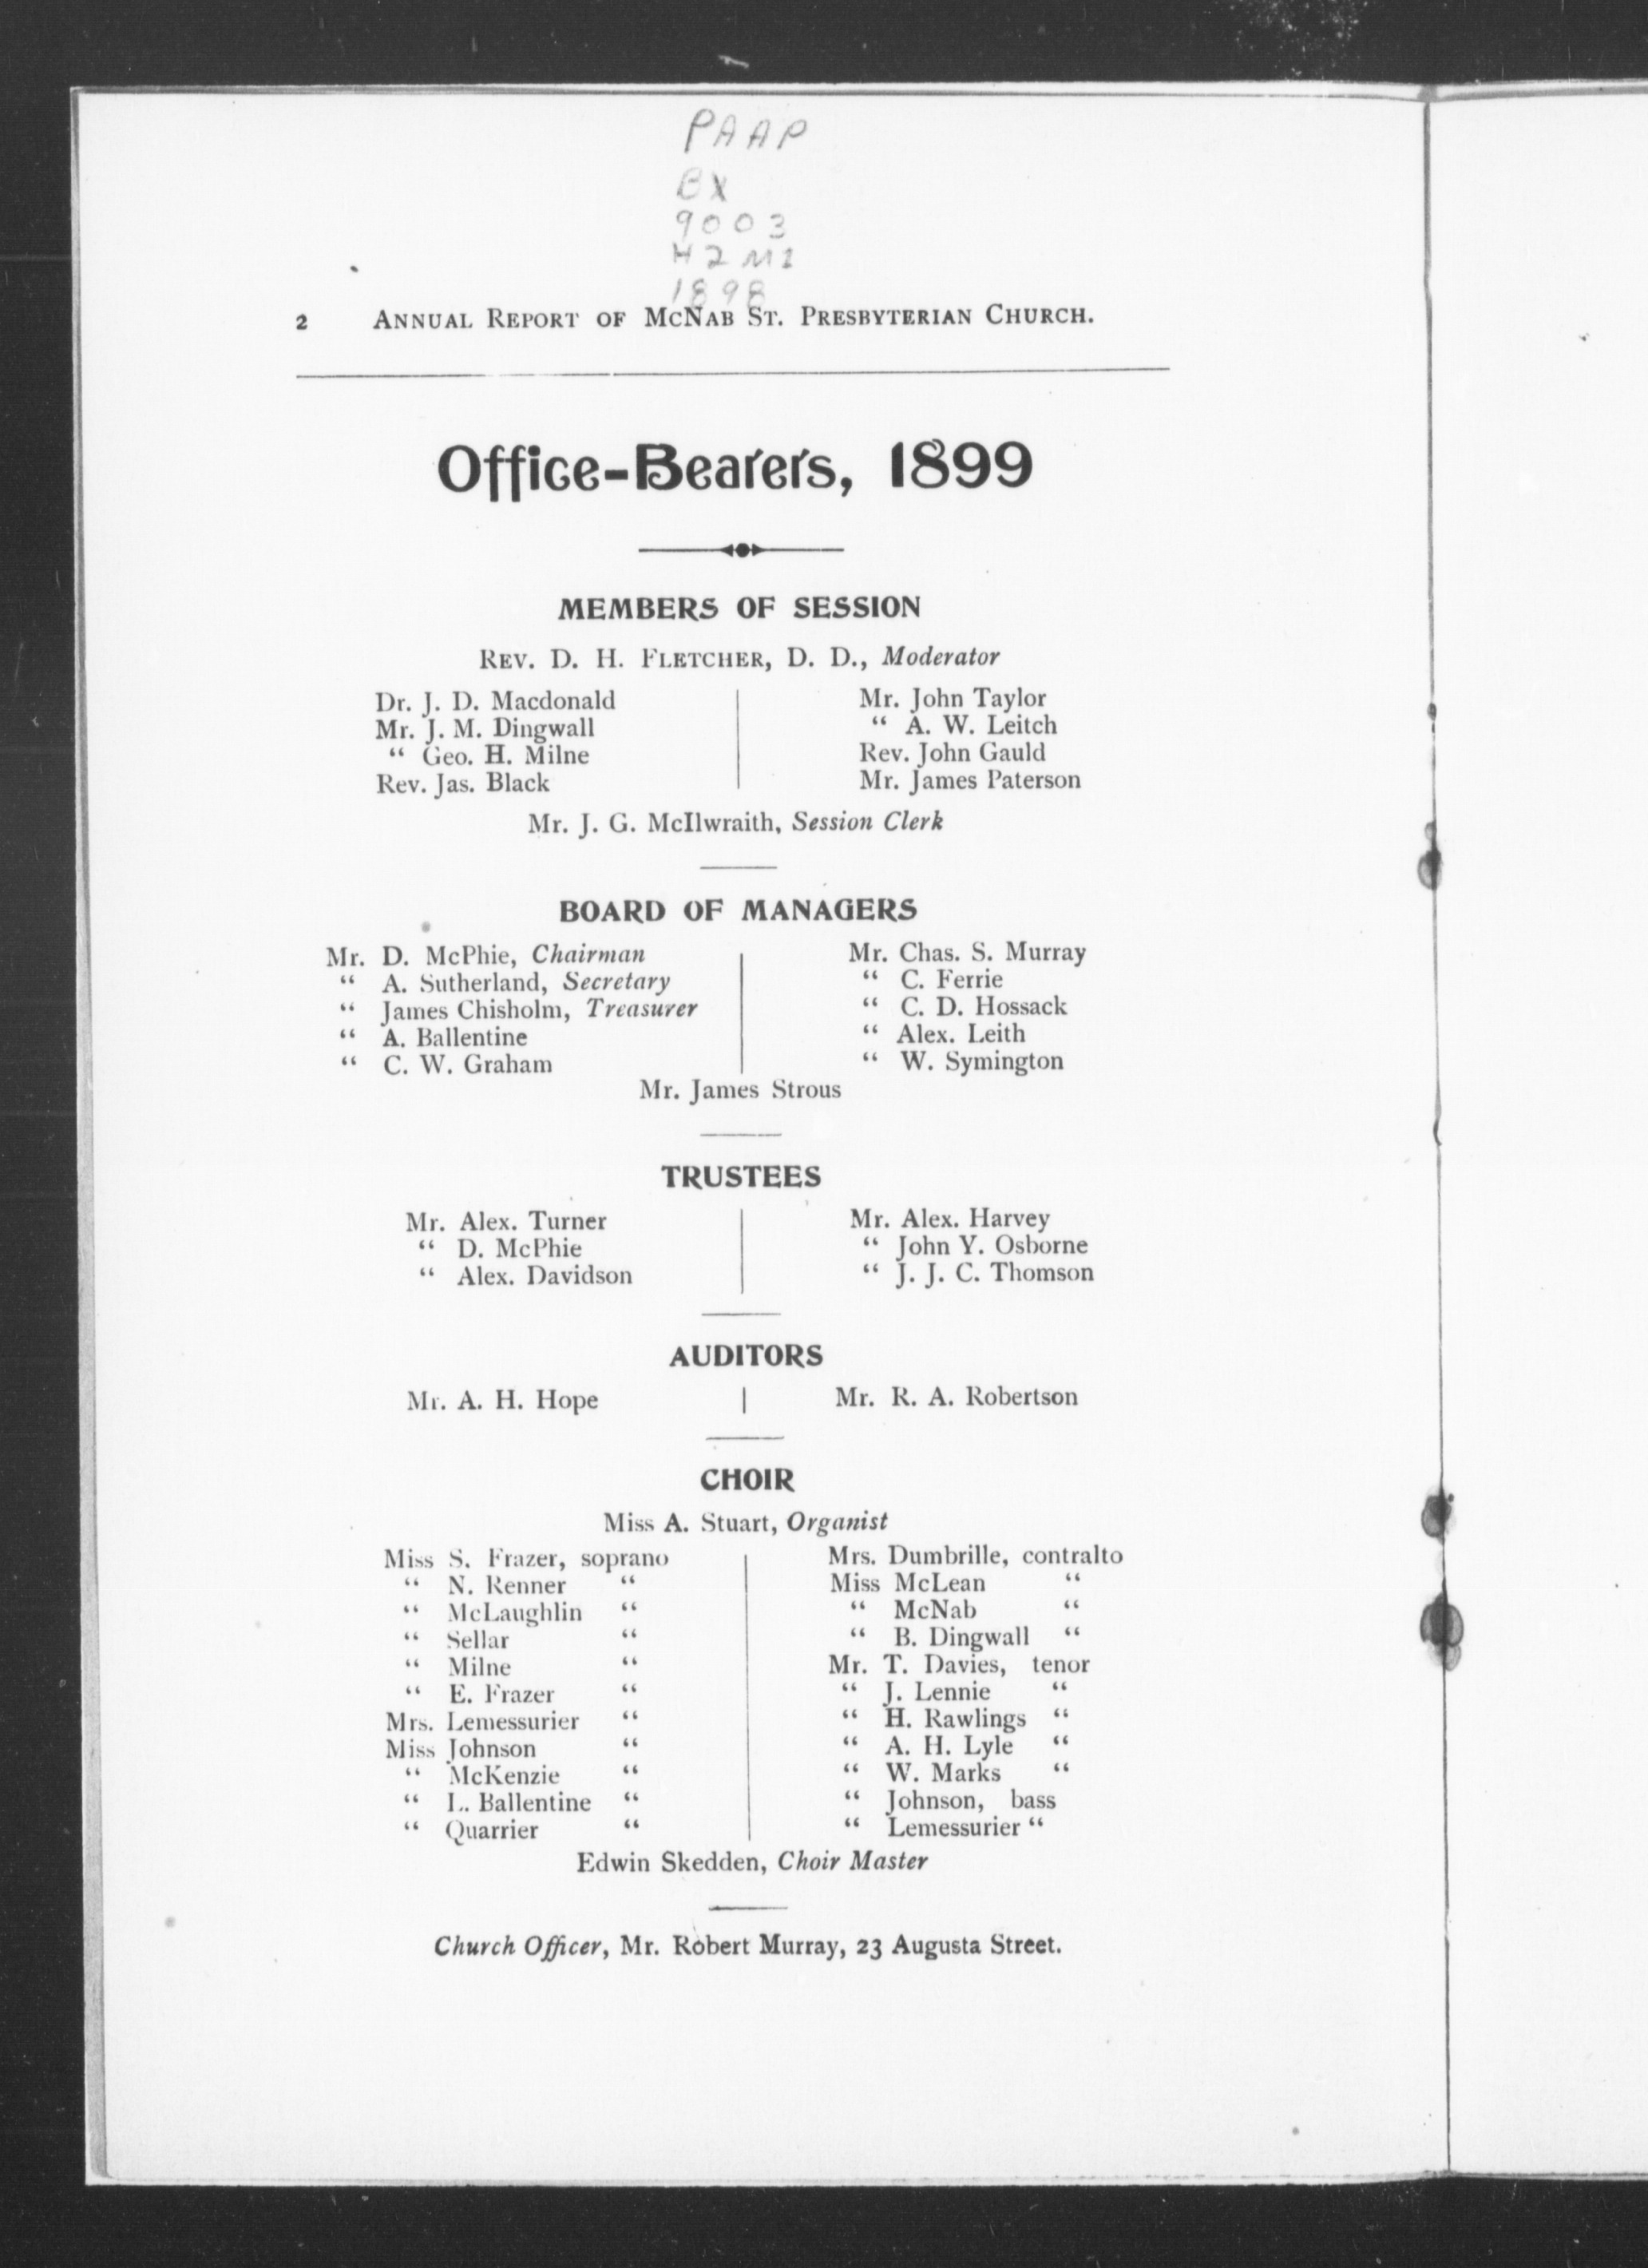 PAAP
BX
9003
H2M2
1898
2 ANNUAL REPORT OF MCNAB ST. PRESBYTERIAN CHURCH.
Office-Bearers, 1899
MEMBERS OF SESSION
REV. D. H. FLETCHER, D. D., Moderator
Dr. J. D. Macdonald
Mr. J. M. Dingwall
“ Geo. H. Milne
Rev. Jas. Black
Mr. John Taylor
“ A. W. Leitch
Rev. John Gauld
Mr. James Paterson
Mr. J. G. McIlwraith, Session Clerk
BOARD OF MANAGERS
Mr. D. McPhie, Chairman
“ A. Sutherland, Secretary
“ James Chisholm, Treasurer
“ A. Ballentine
“ C. W. Graham
Mr. Chas. S. Murray
“ C. Ferrie
“ C. D. Hossack
“ Alex. Leith
“ W. Symington
Mr. James Strous
TRUSTEES
Mr. Alex. Turner
“ D. McPhie
“ Alex. Davidson
Mr. Alex. Harvey
“ John Y. Osborne
“ J. J. C. Thomson
AUDITORS
Mr. A. H. Hope
Mr. R. A. Robertson
CHOIR
Miss A. Stuart, Organist
Miss S. Frazer, soprano
“ N. Renner “
“ McLaughlin “
“ Sellar “
“ Milne “
“ E. Frazer “
Mrs. Lemessurier “
Miss Johnson “
“ McKenzie “
“ L. Ballentine “
“ Quarrier “
Mrs. Dumbrille, contralto
Miss McLean “
“ McNab “
“ B. Dingwall “
Mr. T. Davies, tenor
“ J. Lennie “
“ H. Rawlings “
“ A. H. Lyle “
“ W. Marks “
“ Johnson, bass
“ Lemessurier “
Edwin Skedden, Choir Master
Church Officer, Mr. Robert Murray, 23 Augusta Street.